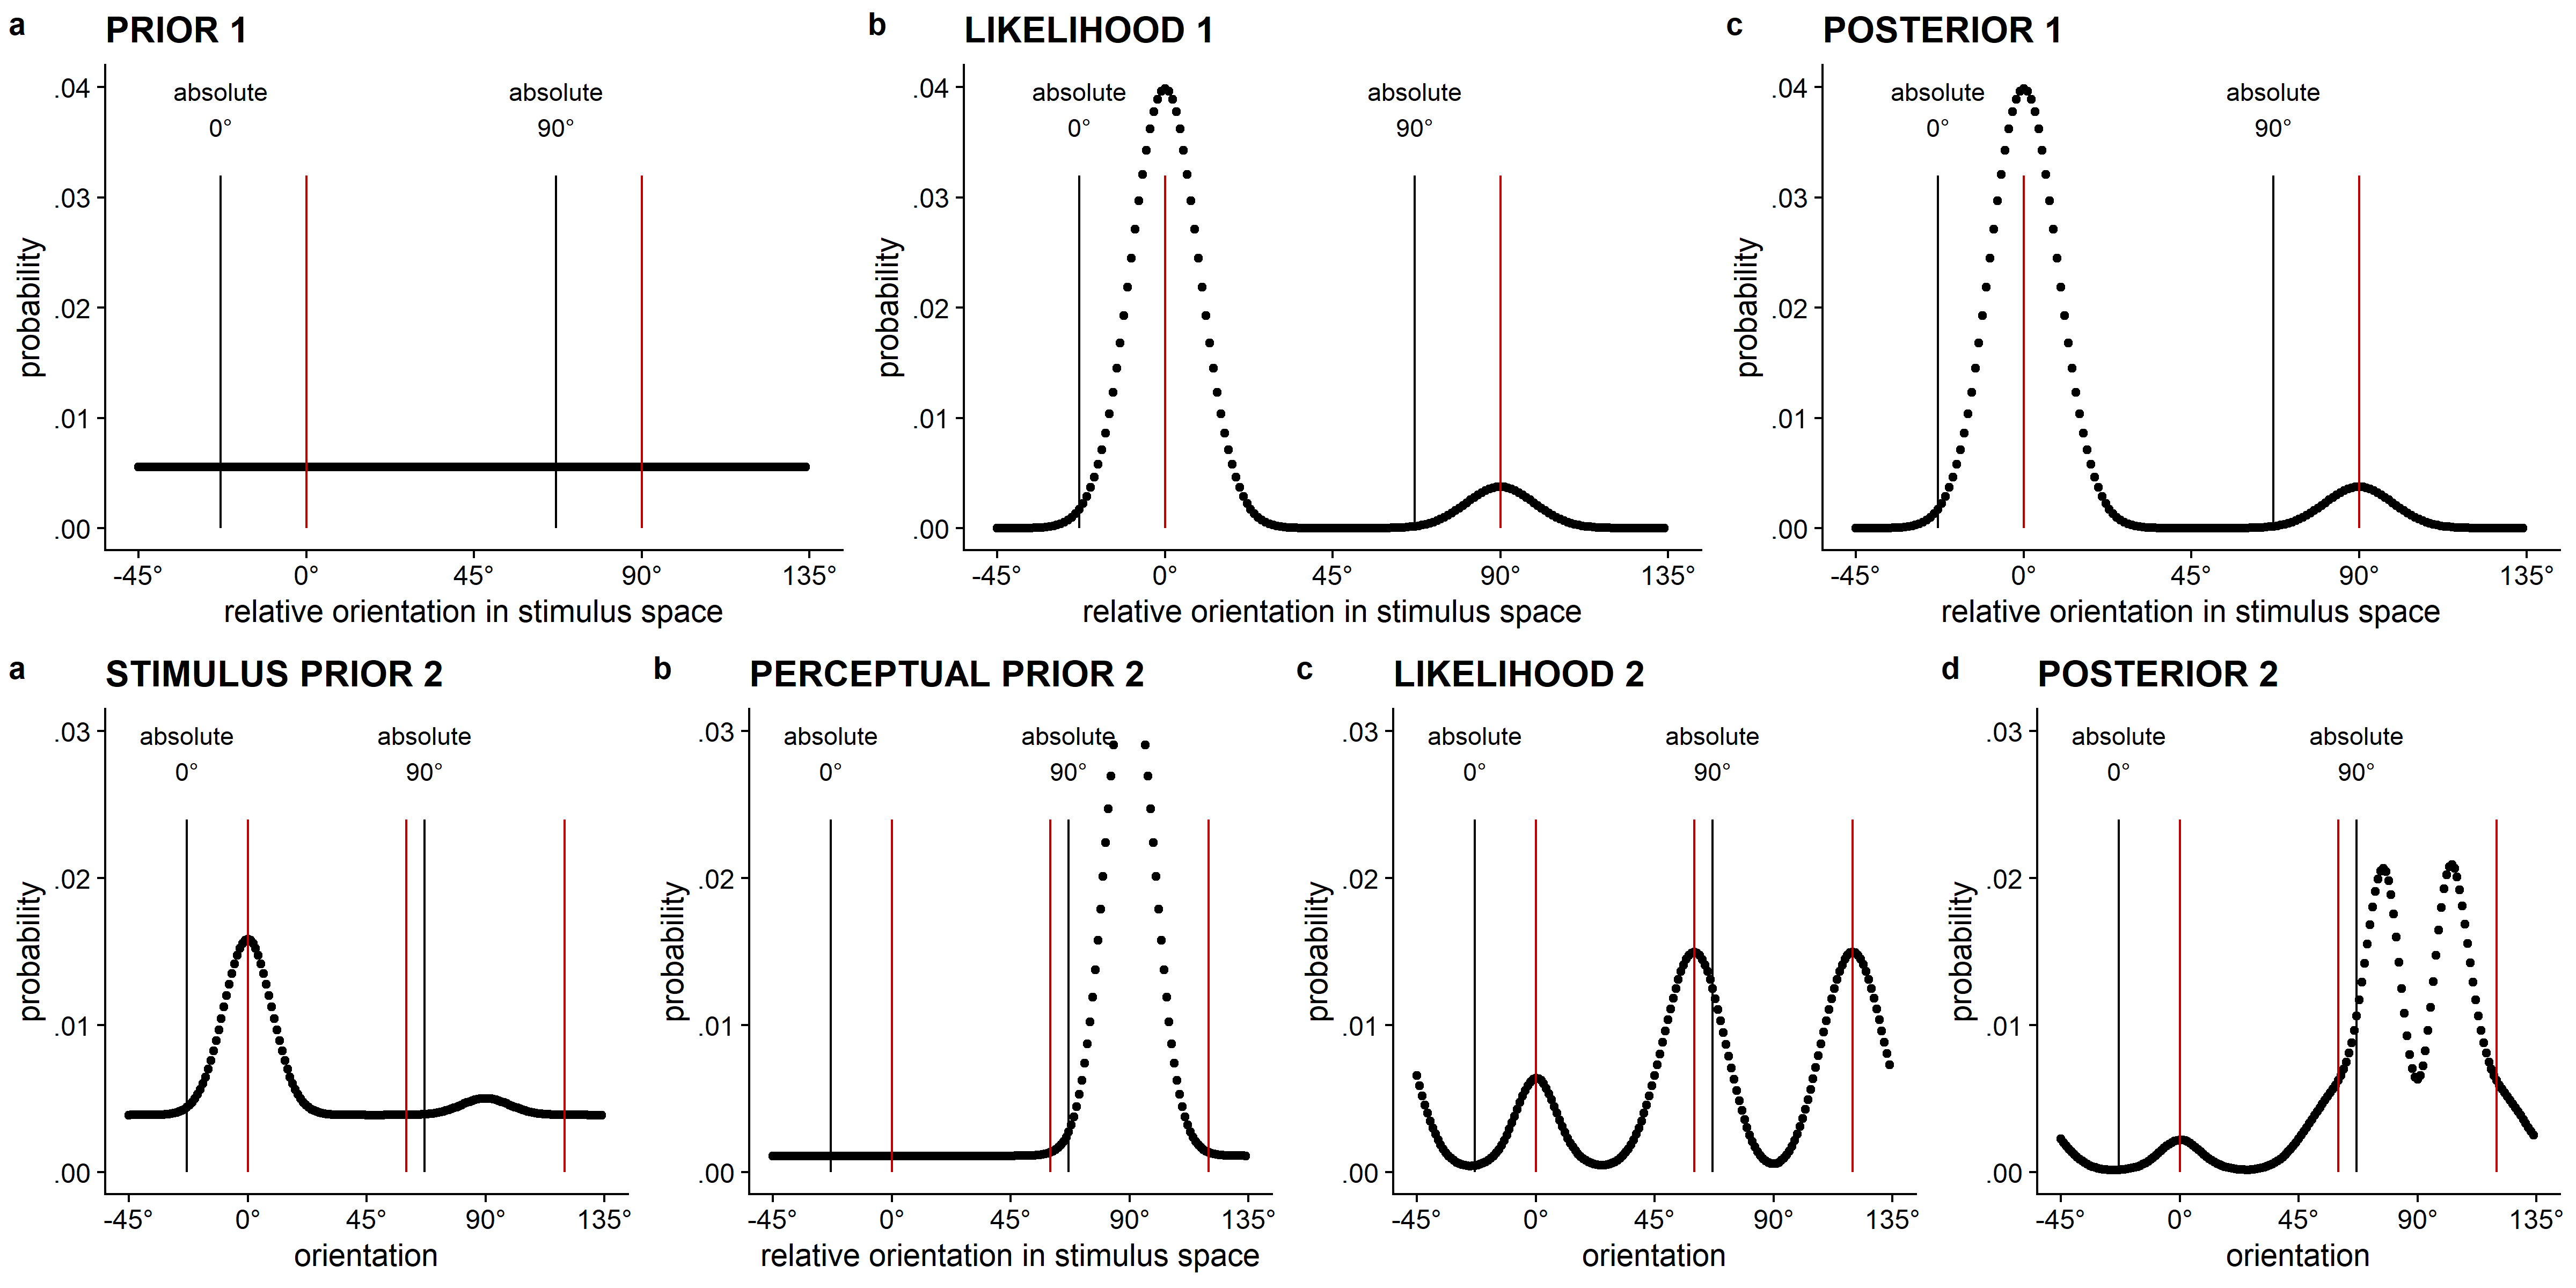 a PRIOR 1
absolute
0°
absolute
90°
.04
.03
.02
.01
.00
probability
-45° 0° 45° 90° 135°
relative orientation in stimulus space
b LIKELIHOOD 1
absolute
0°
absolute
90°
.04
.03
.02
.01
.00
probability
-45° 0° 45° 90° 135°
relative orientation in stimulus space
c POSTERIOR 1
absolute
0°
absolute
90°
.04
.03
.02
.01
.00
probability
-45° 0° 45° 90° 135°
relative orientation in stimulus space
a STIMULUS PRIOR 2
absolute
0°
absolute
90°
.03
.02
.01
.00
probability
-45° 0° 45° 90° 135°
orientation
b PERCEPTUAL PRIOR 2
absolute
0°
absolute
90°
.03
.02
.01
.00
probability
-45° 0° 45° 90° 135°
relative orientation in stimulus space
c LIKELIHOOD 2
absolute
0°
absolute
90°
.03
.02
.01
.00
probability
-45° 0° 45° 90° 135°
orientation
d POSTERIOR 2
absolute
0°
absolute
90°
.03
.02
.01
.00
probability
-45° 0° 45° 90° 135°
orientation